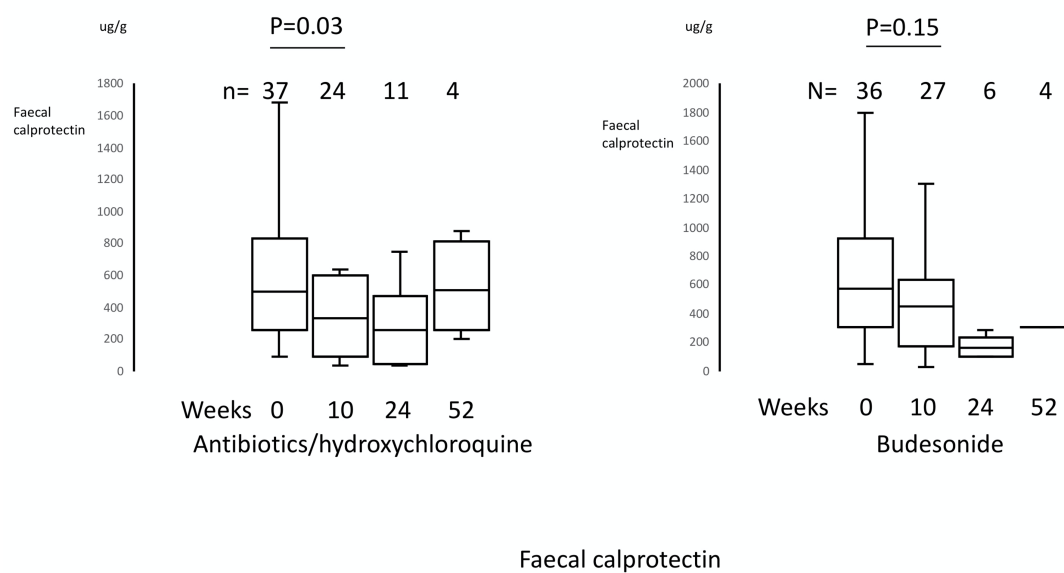 ug/g
P=0.03
n= 37 24 11 4
Faecal
calprotectin
1800
1600
1400
1200
1000
800
600
400
200
0
Weeks 0 10 24 52
Antibiotics/hydroxychloroquine
ug/g
P=0.15
N= 36 27 6 4
Faecal
calprotectin
2000
1800
1600
1400
1200
1000
800
600
400
200
0
Weeks 0 10 24 52
Budesonide
Faecal calprotectin